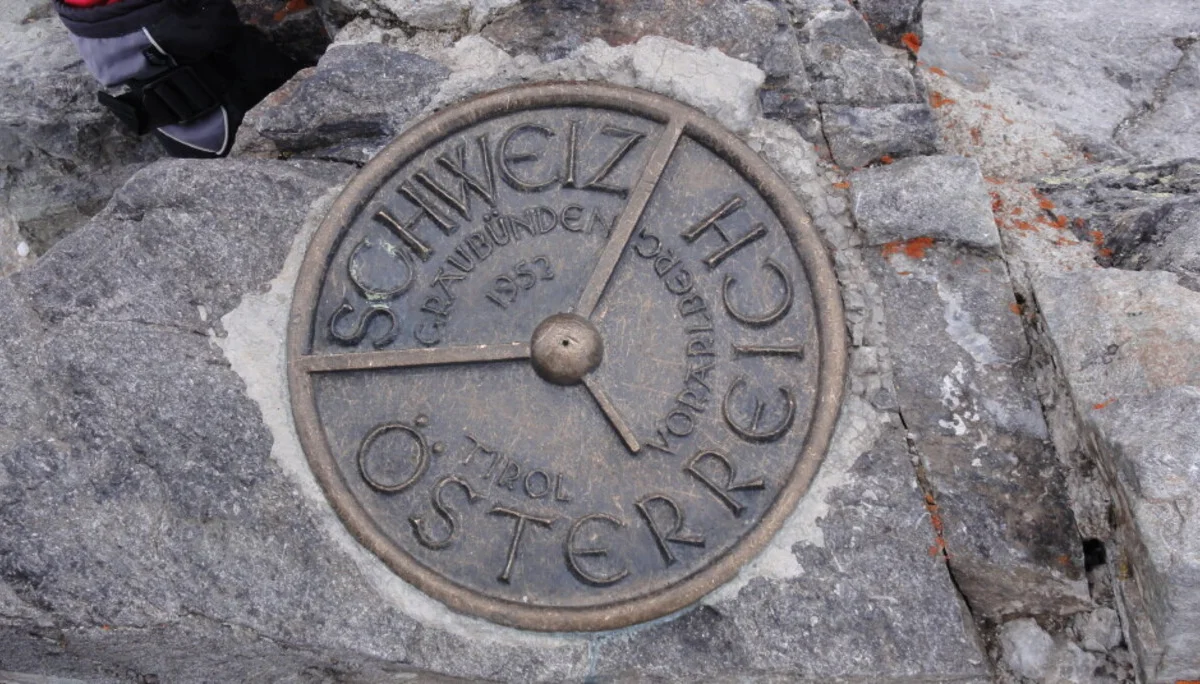 SCHWEIZ
GRAUBÜNDEN
1952
ÖSTERREICH
TIROL
VORARLBERG